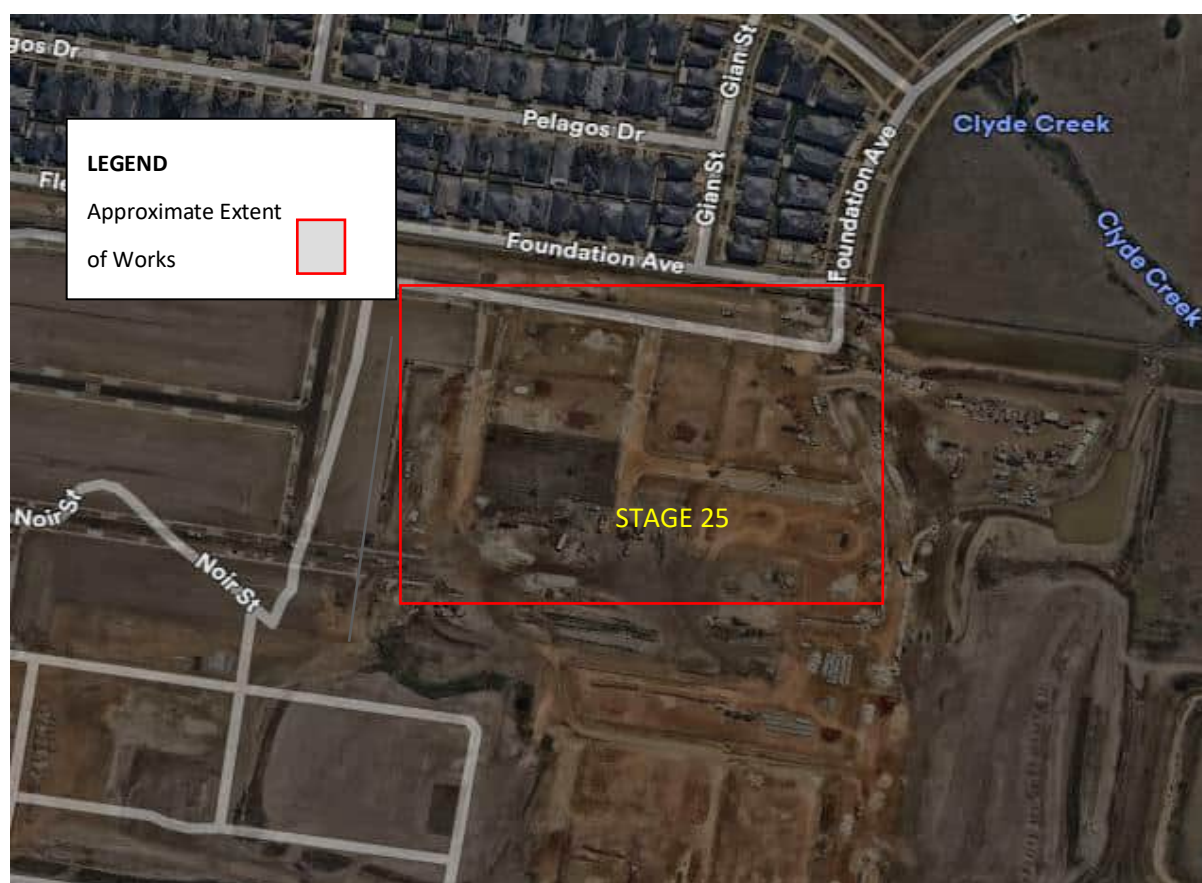 gos Dr
Pelagos Dr
Gian St
Gian St
Clyde Creek
Clyde Creek
LEGEND
Approximate Extent
of Works
Fle
Foundation Ave
Foundation Ave
STAGE 25
Noir St
Noir St